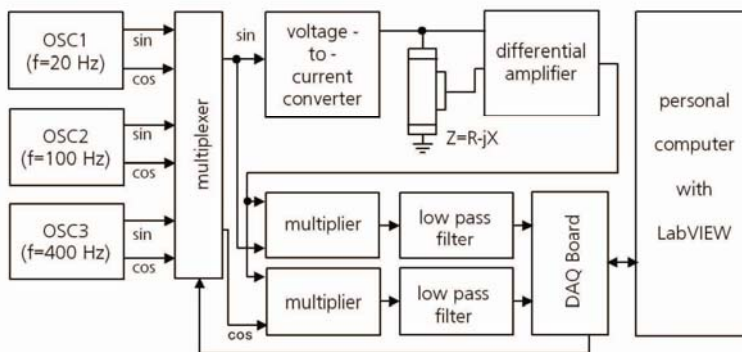 OSC1
(f=20 Hz)
sin
cos
OSC2
(f=100 Hz)
sin
cos
OSC3
(f=400 Hz)
sin
cos
multiplexer
sin
cos
voltage -
to -
current
converter
Z=R-jX
differential
amplifier
multiplier
low pass
filter
multiplier
low pass
filter
DAQ Board
personal
computer
with
LabVIEW